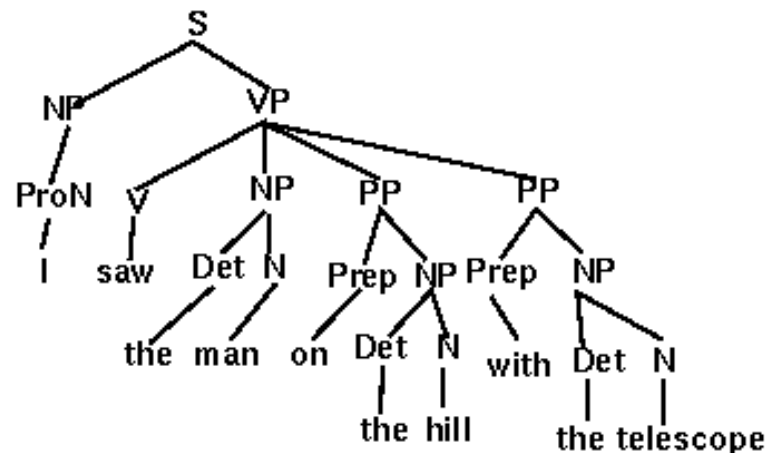 S
NP VP
ProN V NP PP PP
I saw Det N Prep NP Prep NP
the man on Det N with Det N
the hill the telescope